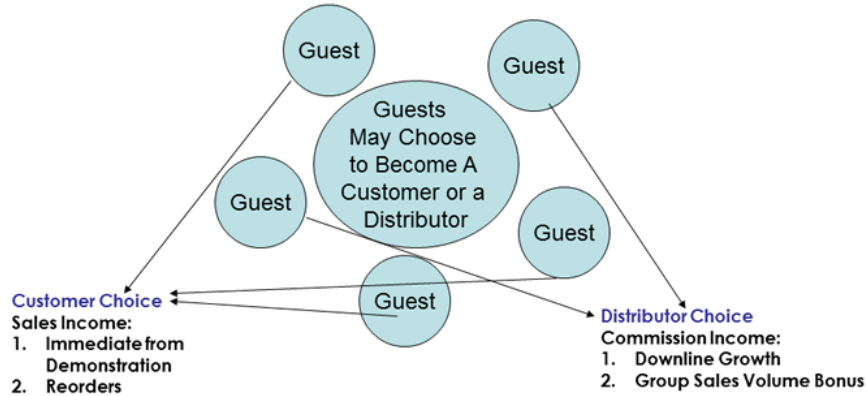 Guest
Guest
Guests
May Choose
to Become A
Customer or a
Distributor
Guest
Guest
Guest
Customer Choice
Sales Income:
1. Immediate from
Demonstration
2. Reorders
Distributor Choice
Commission Income:
1. Downline Growth
2. Group Sales Volume Bonus